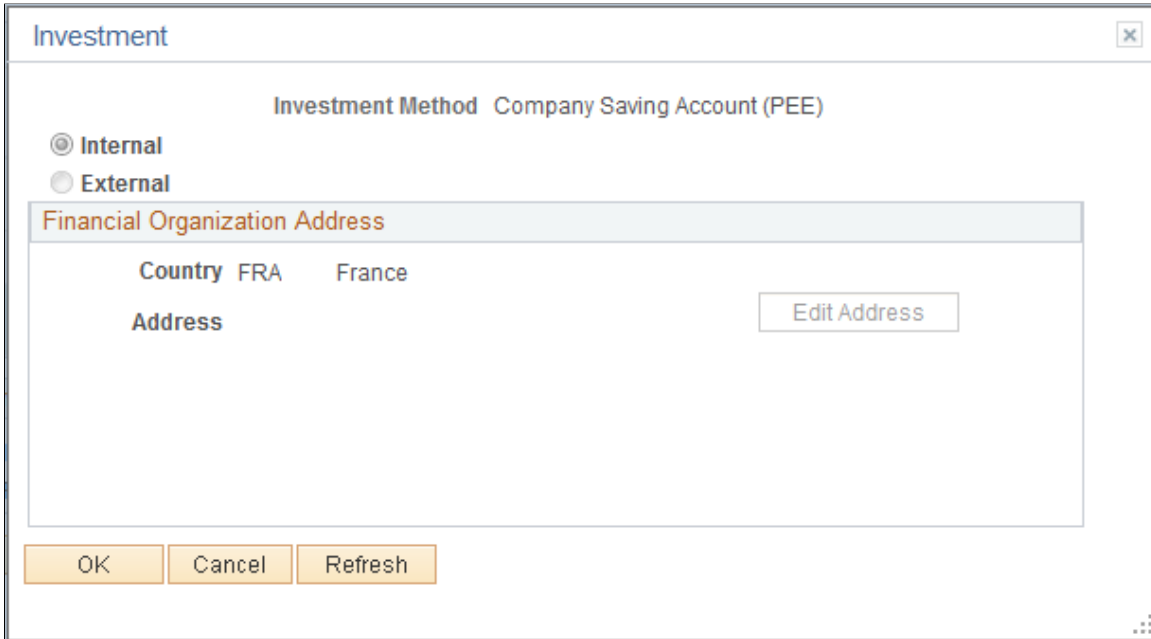 Investment
Investment Method Company Saving Account (PEE)
Internal
External
Financial Organization Address
Country FRA France
Address
Edit Address
OK Cancel Refresh